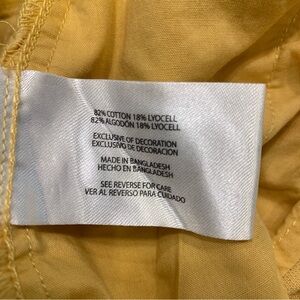 82% COTTON 18% LYOCELL
82% ALGODÓN 18% LYOCELL
EXCLUSIVE OF DECORATION
EXCLUSIVO DE DECORACION
MADE IN BANGLADESH
HECHO EN BANGLADESH
SEE REVERSE FOR CARE
VER AL REVERSO PARA CUIDADO